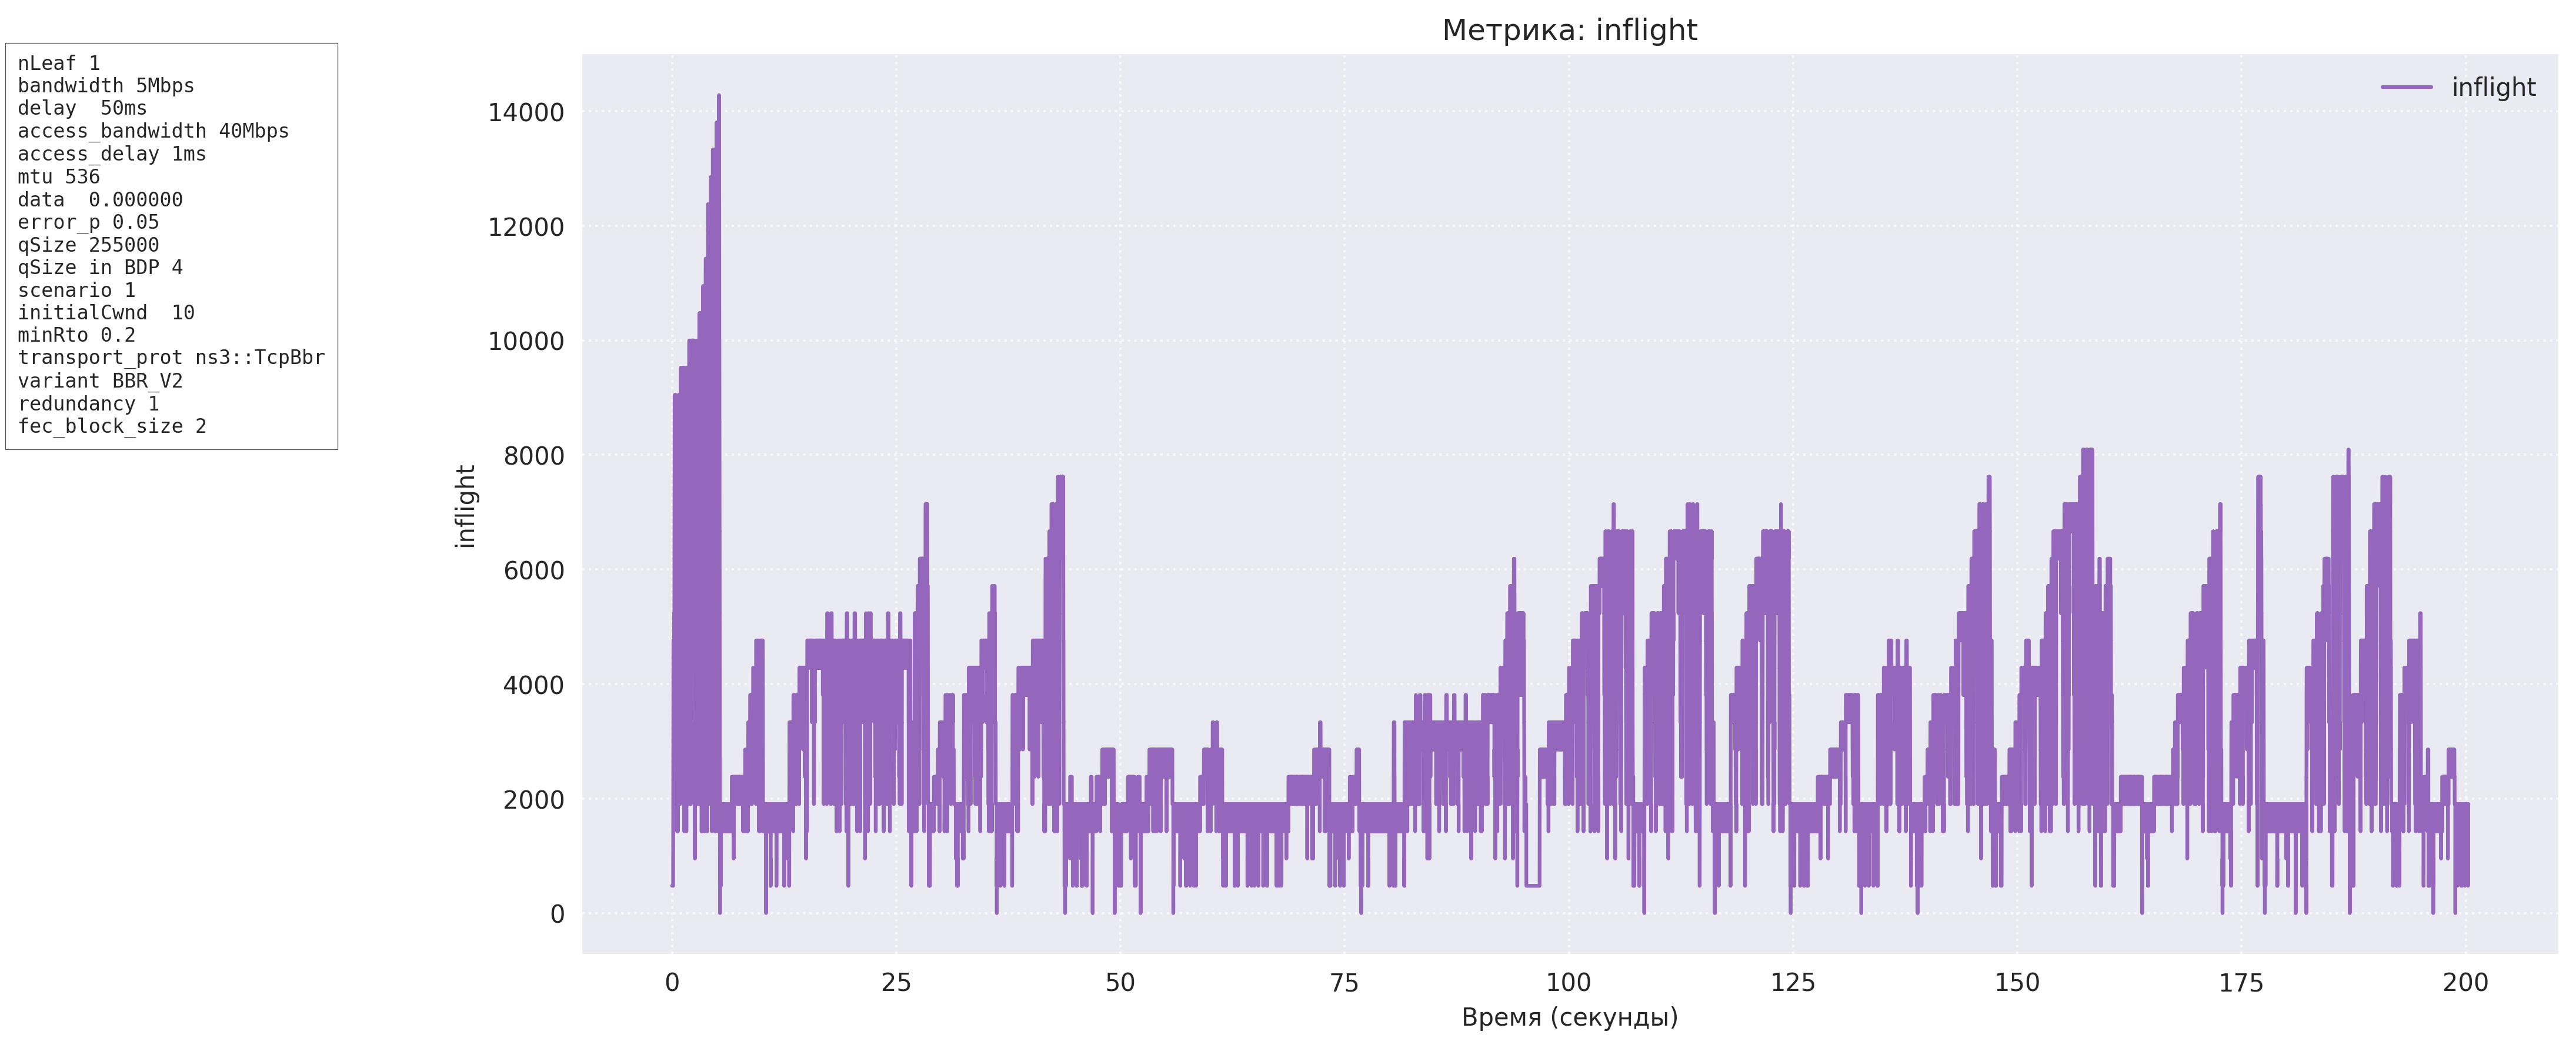 Метрика: inflight
nLeaf 1
bandwidth 5Mbps
delay  50ms
access_bandwidth 40Mbps
access_delay 1ms
mtu 536
data  0.000000
error_p 0.05
qSize 255000
qSize in BDP 4
scenario 1
initialCwnd  10
minRto 0.2
transport_prot ns3::TcpBbr
variant BBR_V2
redundancy 1
fec_block_size 2
inflight
14000
12000
10000
8000
6000
4000
2000
0
inflight
0 25 50 75 100 125 150 175 200
Время (секунды)